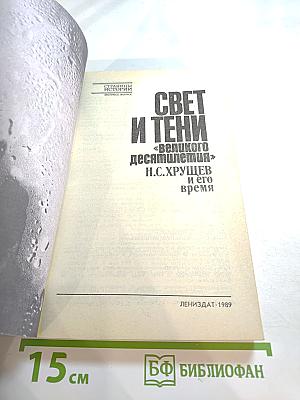 СТРАНИЦЫ
ИСТОРИИ
СВЕТ
И ТЕНИ
«великого
десятилетия»
Н.С.ХРУЩЕВ
и его
время
ЛЕНИЗДАТ·1989
15 см
БФ БИБЛИОФАН